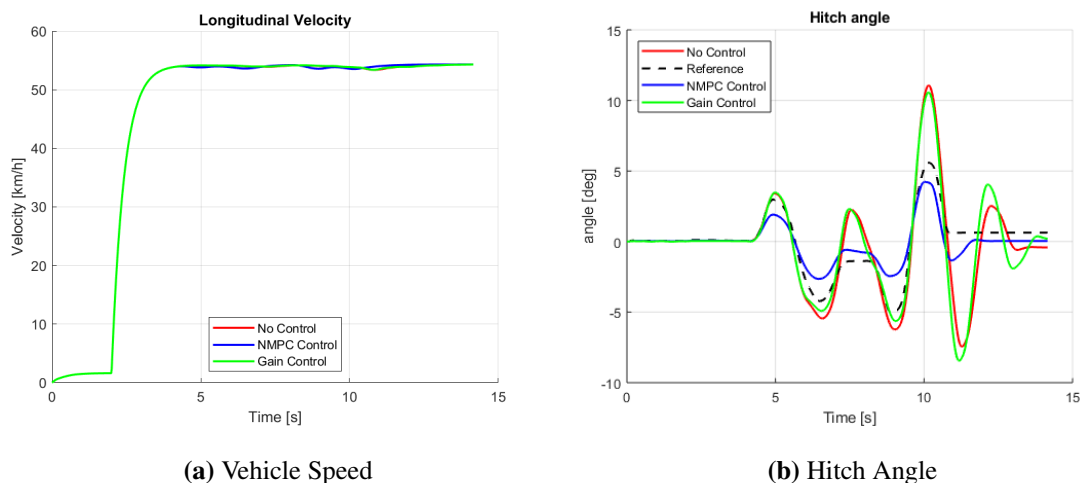 Longitudinal Velocity
60
50
40
30
20
10
0
Velocity [km/h]
No Control
NMPC Control
Gain Control
5
10
15
Time [s]
(a) Vehicle Speed
Hitch angle
15
10
5
0
-5
-10
angle [deg]
No Control
Reference
NMPC Control
Gain Control
0
5
10
15
Time [s]
(b) Hitch Angle